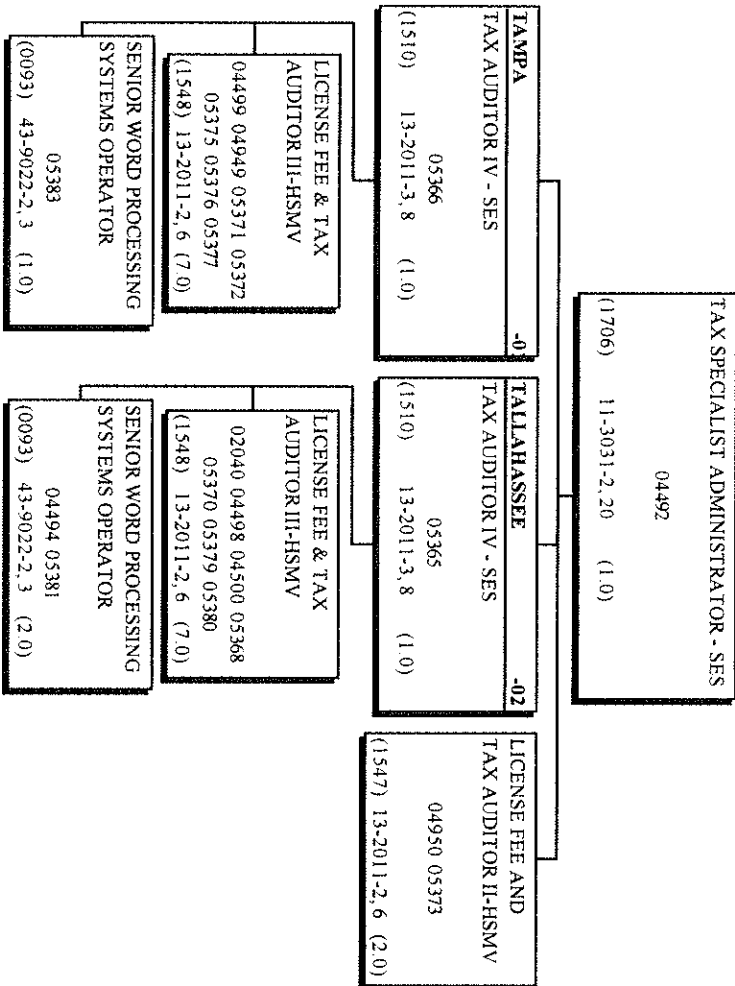 TAX SPECIALIST ADMINISTRATOR - SES
04492
(1706) 11-3031-2, 20 (1.0)
TAMPA -01
TAX AUDITOR IV - SES
05366
(1510) 13-2011-3, 8 (1.0)
LICENSE FEE & TAX
AUDITOR III-HSMV
04499 04949 05371 05372
05375 05376 05377
(1548) 13-2011-2, 6 (7.0)
SENIOR WORD PROCESSING
SYSTEMS OPERATOR
05383
(0093) 43-9022-2, 3 (1.0)
TALLAHASSEE -02
TAX AUDITOR IV - SES
05365
(1510) 13-2011-3, 8 (1.0)
LICENSE FEE & TAX
AUDITOR III-HSMV
02040 04498 04500 05368
05370 05379 05380
(1548) 13-2011-2, 6 (7.0)
SENIOR WORD PROCESSING
SYSTEMS OPERATOR
04494 05381
(0093) 43-9022-2, 3 (2.0)
LICENSE FEE AND
TAX AUDITOR II-HSMV
04950 05373
(1547) 13-2011-2, 6 (2.0)